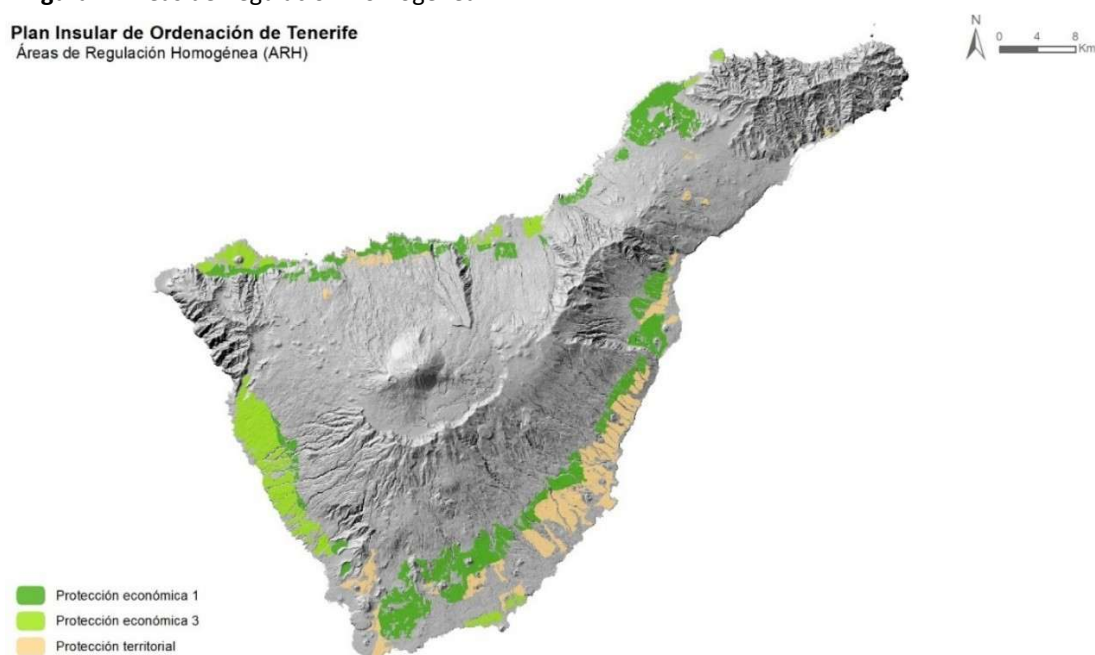 Plan Insular de Ordenación de Tenerife
Áreas de Regulación Homogénea (ARH)
N
0 4 8
Km
Protección económica 1
Protección económica 3
Protección territorial